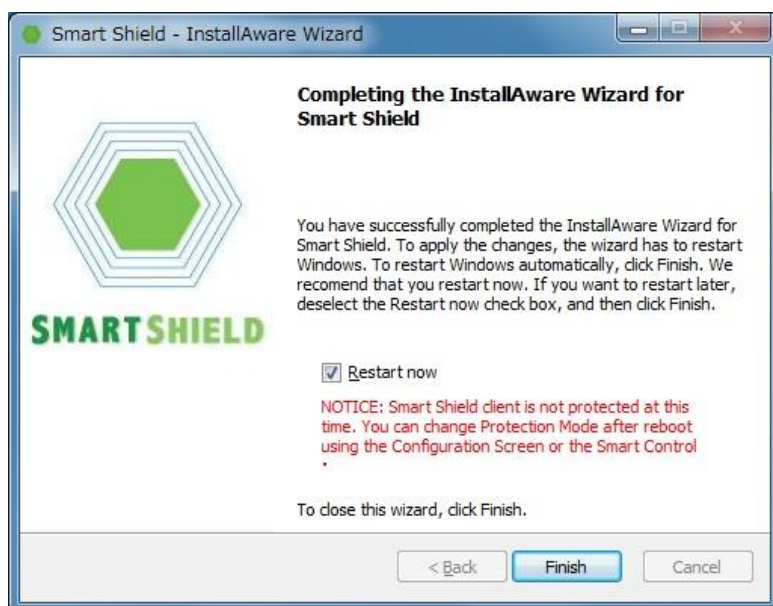 Smart Shield - InstallAware Wizard
Completing the InstallAware Wizard for
Smart Shield
You have successfully completed the InstallAware Wizard for
Smart Shield. To apply the changes, the wizard has to restart
Windows. To restart Windows automatically, click Finish. We
recomend that you restart now. If you want to restart later,
deselect the Restart now check box, and then click Finish.
SMARTSHIELD
Restart now
NOTICE: Smart Shield client is not protected at this
time. You can change Protection Mode after reboot
using the Configuration Screen or the Smart Control
To close this wizard, click Finish.
< Back Finish Cancel